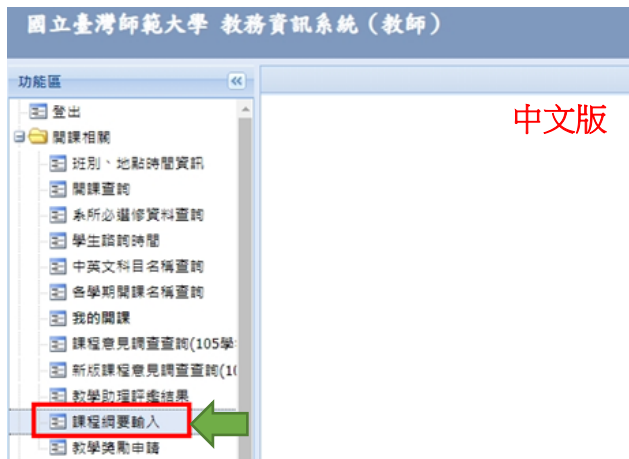 國立臺灣師範大學 教務資訊系統(教師)
功能區
中文版
登出
開課相關
班別、地點時間資訊
開課查詢
系所必選修資料查詢
學生諮詢時間
中英文科目名稱查詢
各學期開課名稱查詢
我的開課
課程意見調查查詢(105學
新版課程意見調查查詢(10
教學助理評鑑結果
課程綱要輸入
教學獎勵申請